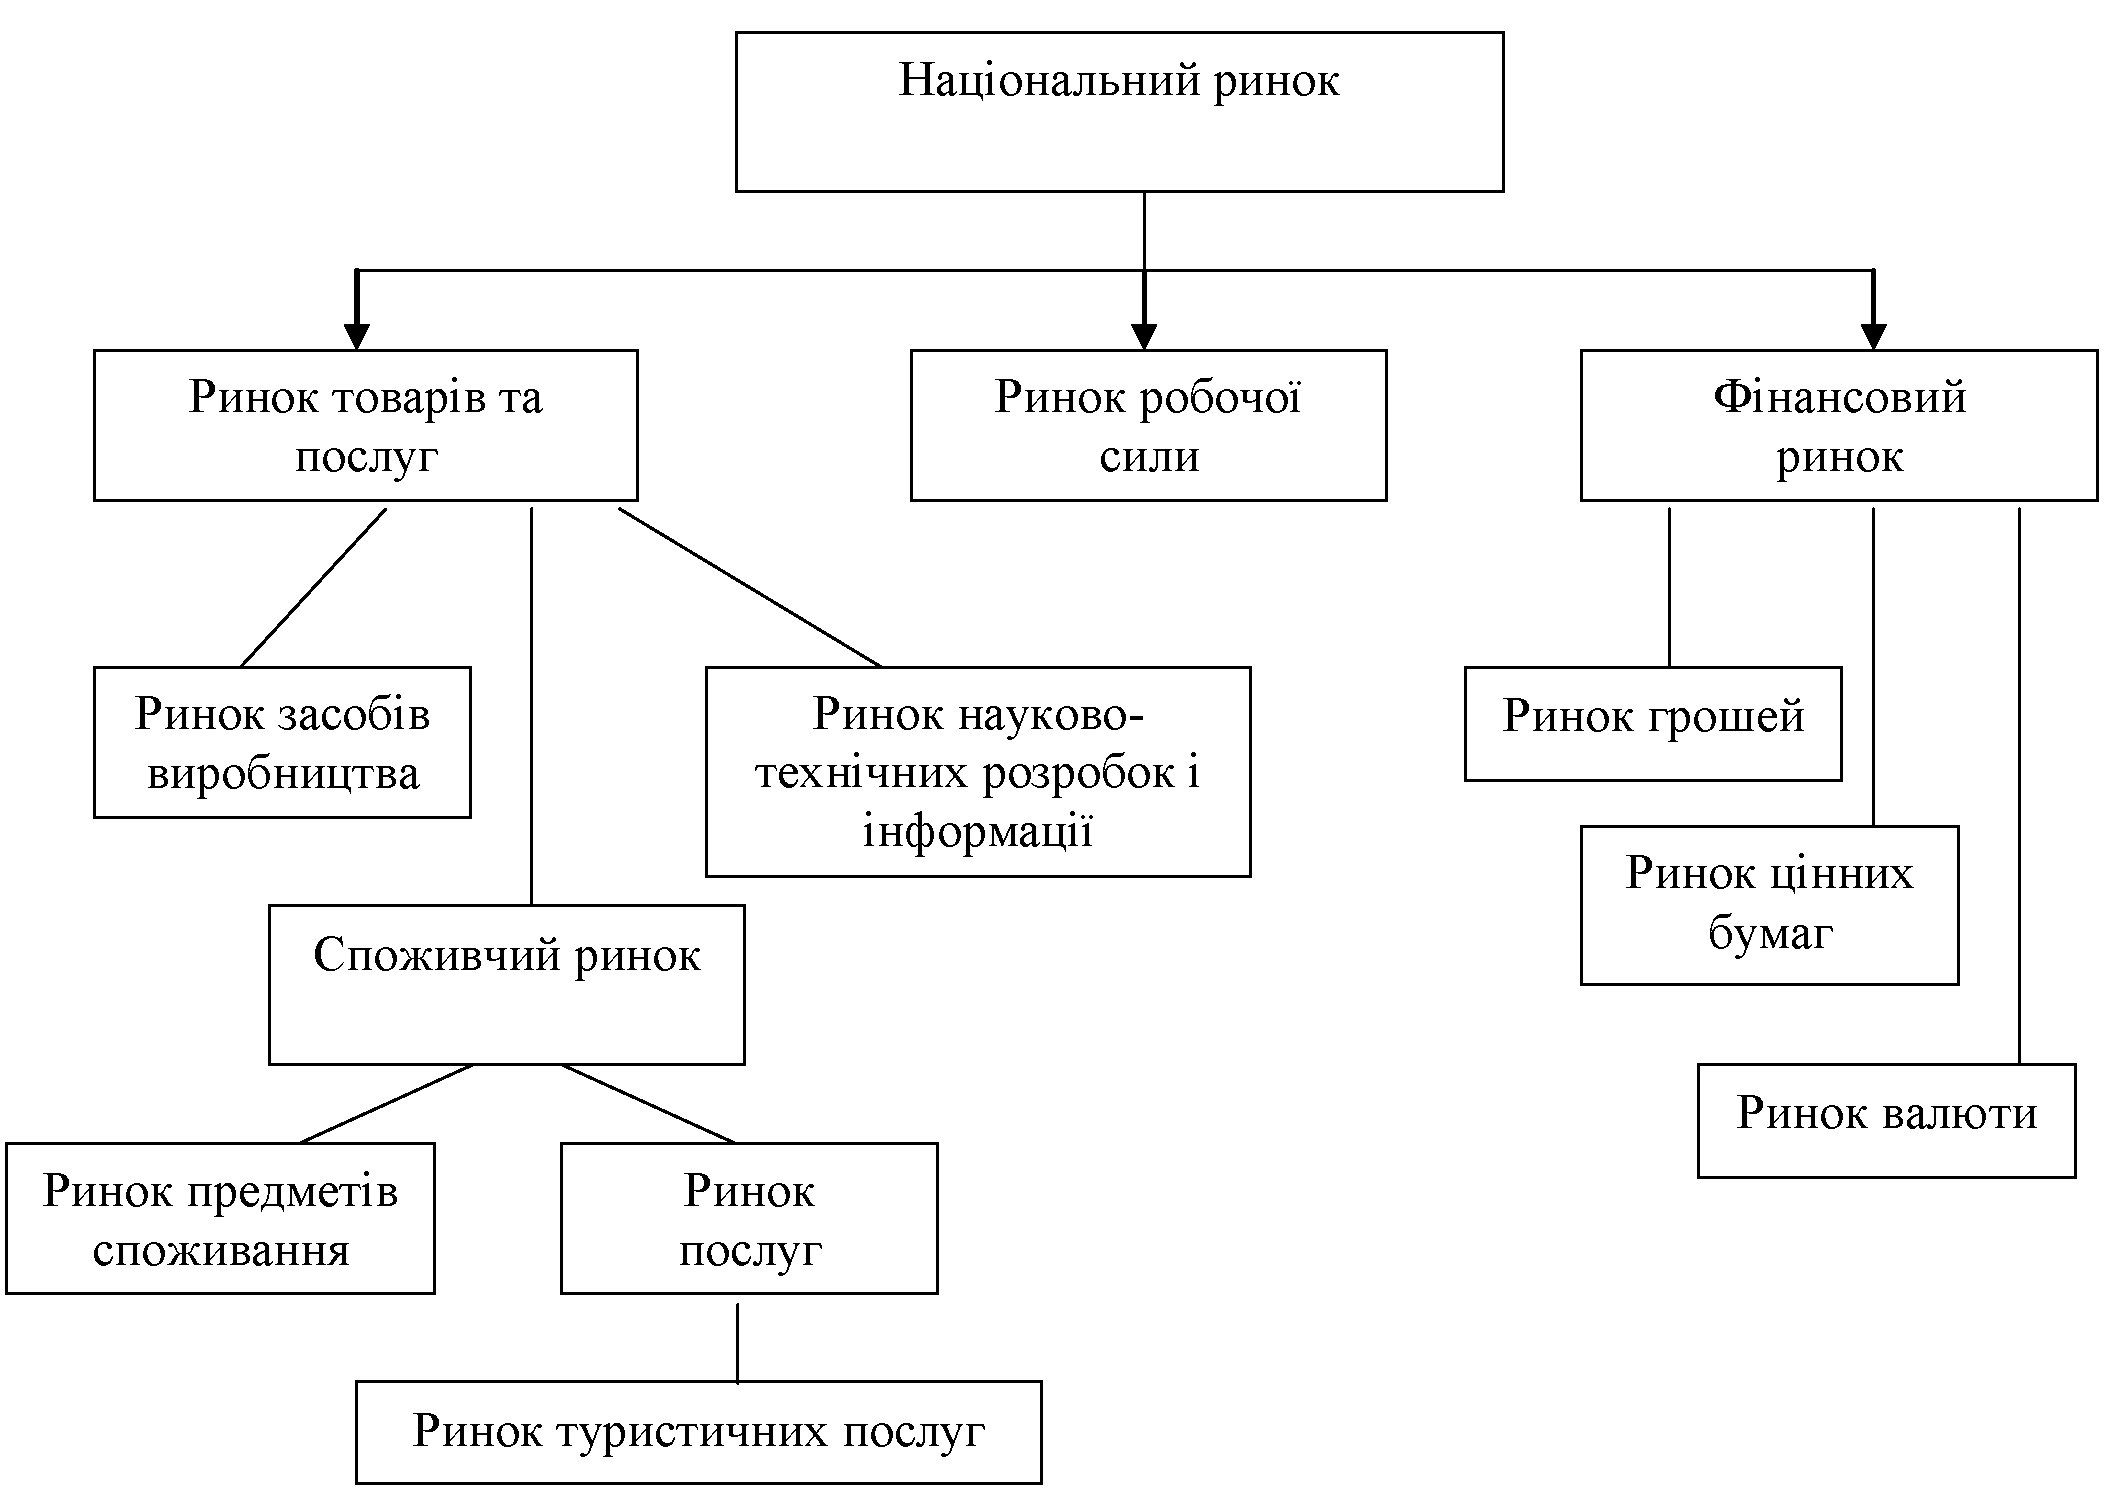 Національний ринок
Ринок товарів та
послуг
Ринок робочої
сили
Фінансовий
ринок
Ринок засобів
виробництва
Ринок науково-
технічних розробок і
інформації
Ринок грошей
Ринок цінних
бумаг
Споживчий ринок
Ринок валюти
Ринок предметів
споживання
Ринок
послуг
Ринок туристичних послуг